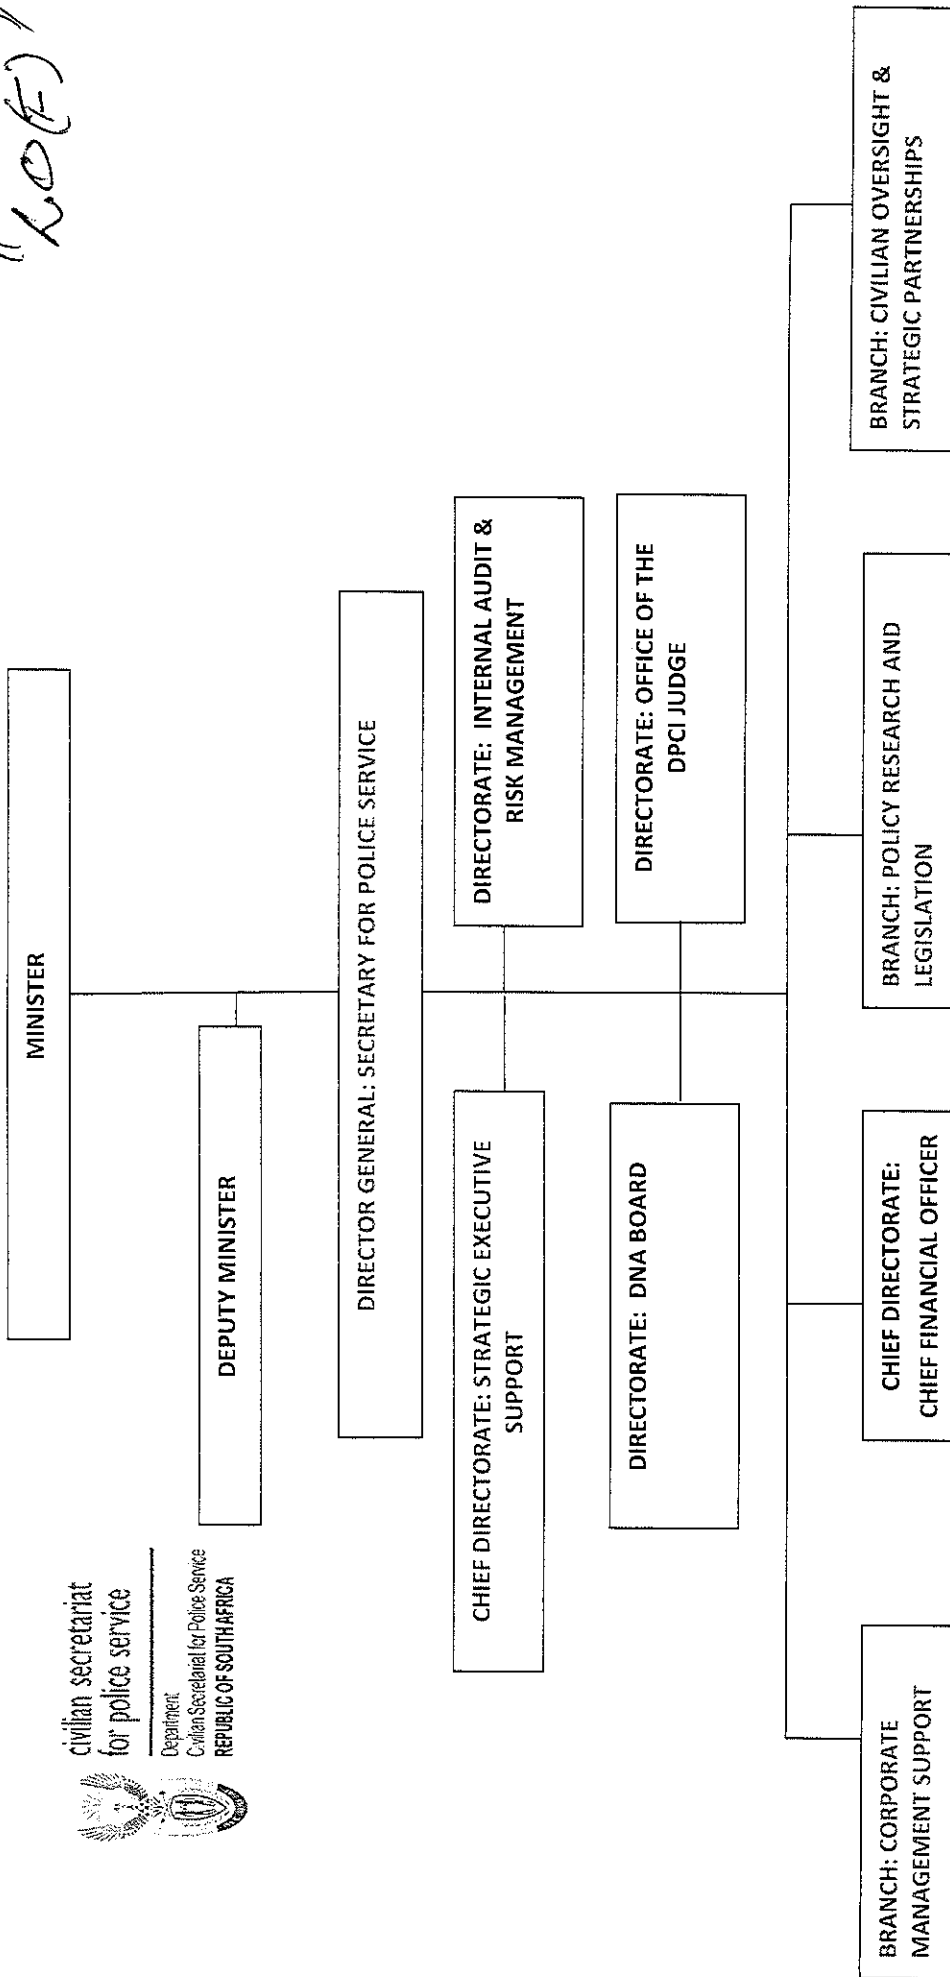 civilian secretariat
for police service
Department
Civilian Secretariat for Police Service
REPUBLIC OF SOUTH AFRICA
MINISTER
DEPUTY MINISTER
DIRECTOR GENERAL: SECRETARY FOR POLICE SERVICE
CHIEF DIRECTORATE: STRATEGIC EXECUTIVE
SUPPORT
DIRECTORATE: INTERNAL AUDIT &
RISK MANAGEMENT
DIRECTORATE: DNA BOARD
DIRECTORATE: OFFICE OF THE
DPCI JUDGE
BRANCH: CORPORATE
MANAGEMENT SUPPORT
CHIEF DIRECTORATE:
CHIEF FINANCIAL OFFICER
BRANCH: POLICY RESEARCH AND
LEGISLATION
BRANCH: CIVILIAN OVERSIGHT &
STRATEGIC PARTNERSHIPS